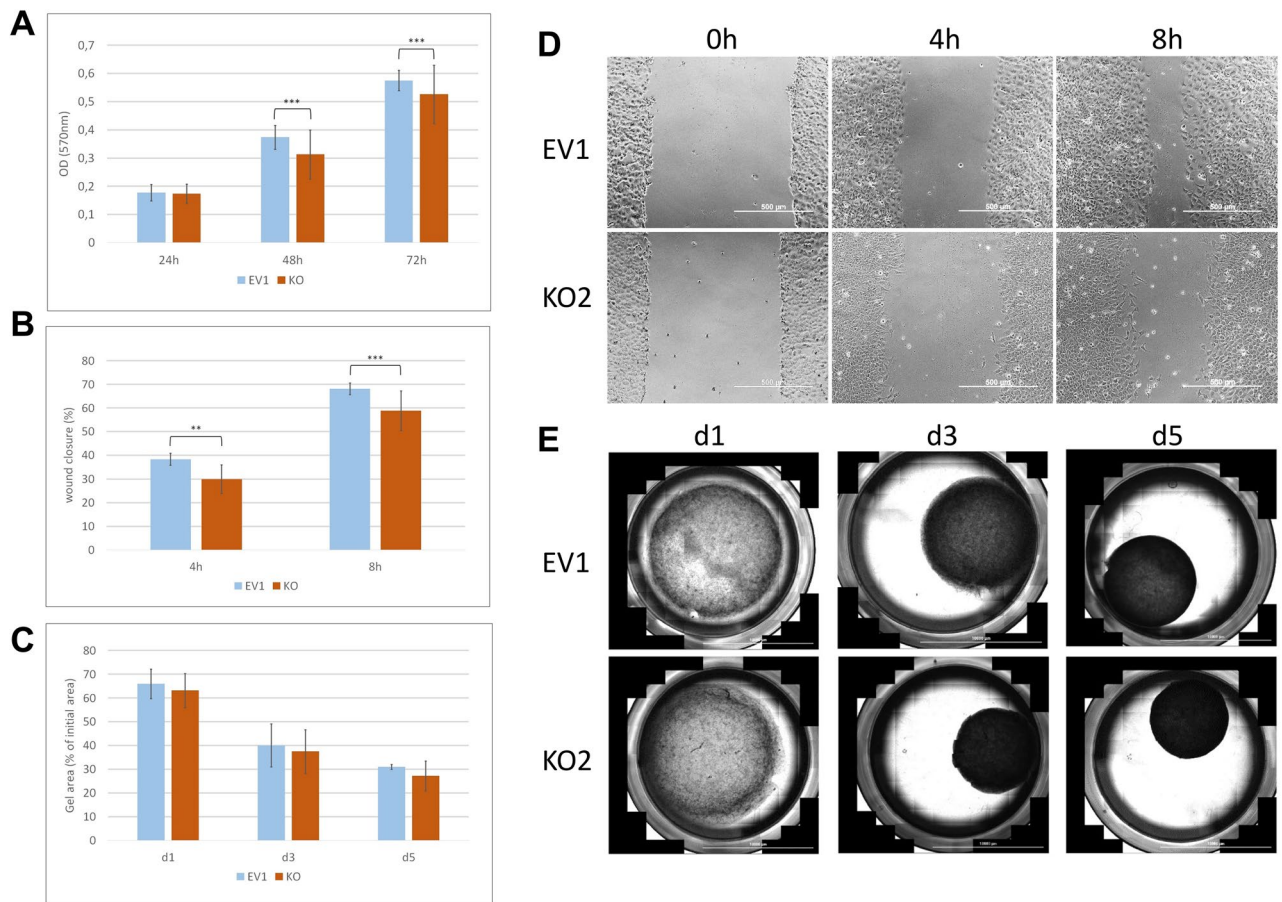 A
0,7
0,6
0,5
0,4
0,3
0,2
0,1
0
OD (570nm)
***
***
24h 48h 72h
EV1 KO
B
80
70
60
50
40
30
20
10
0
wound closure (%)
**
***
4h 8h
EV1 KO
C
80
70
60
50
40
30
20
10
0
Gel area (% of initial area)
d1 d3 d5
EV1 KO
D
0h 4h 8h
EV1
500 µm 500 µm 500 µm
KO2
500 µm 500 µm 500 µm
E
d1 d3 d5
EV1
KO2